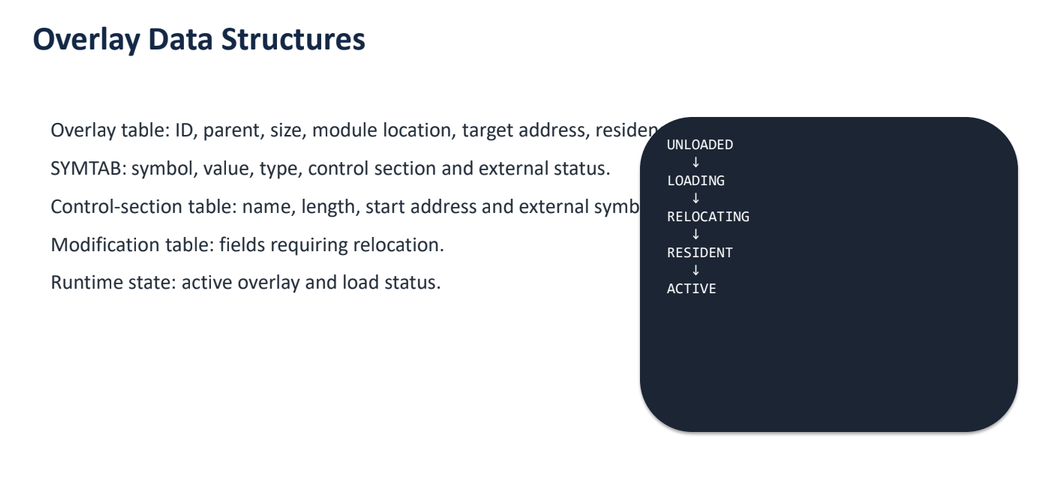 Overlay Data Structures
Overlay table: ID, parent, size, module location, target address, residen
SYMTAB: symbol, value, type, control section and external status.
Control-section table: name, length, start address and external symb
Modification table: fields requiring relocation.
Runtime state: active overlay and load status.
UNLOADED
↓
LOADING
↓
RELOCATING
↓
RESIDENT
↓
ACTIVE